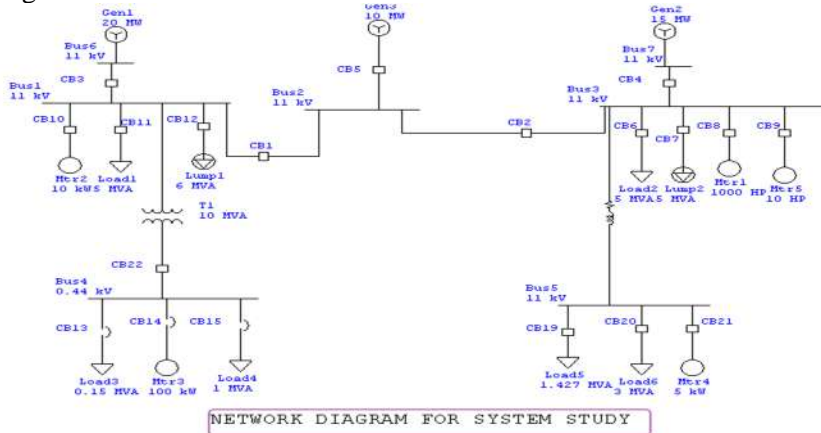 Gen1
20 MW
Gen3
10 MW
Gen2
15 MW
Bus6
11 kV
Bus7
11 kV
CB3
CB5
CB4
Bus1
11 kV
Bus2
11 kV
Bus3
11 kV
CB10
CB11
CB12
CB1
CB2
CB6
CB7
CB8
CB9
Mtr2
10 kW
Load1
5 MVA
Lump1
6 MVA
Load2
5 MVA
Lump2
5 MVA
Mtr1
1000 HP
Mtr5
10 HP
T1
10 MVA
CB22
Bus4
0.44 kV
Bus5
11 kV
CB13
CB14
CB15
CB19
CB20
CB21
Load3
0.15 MVA
Mtr3
100 kW
Load4
1 MVA
Load5
1.427 MVA
Load6
3 MVA
Mtr4
5 kW
NETWORK DIAGRAM FOR SYSTEM STUDY